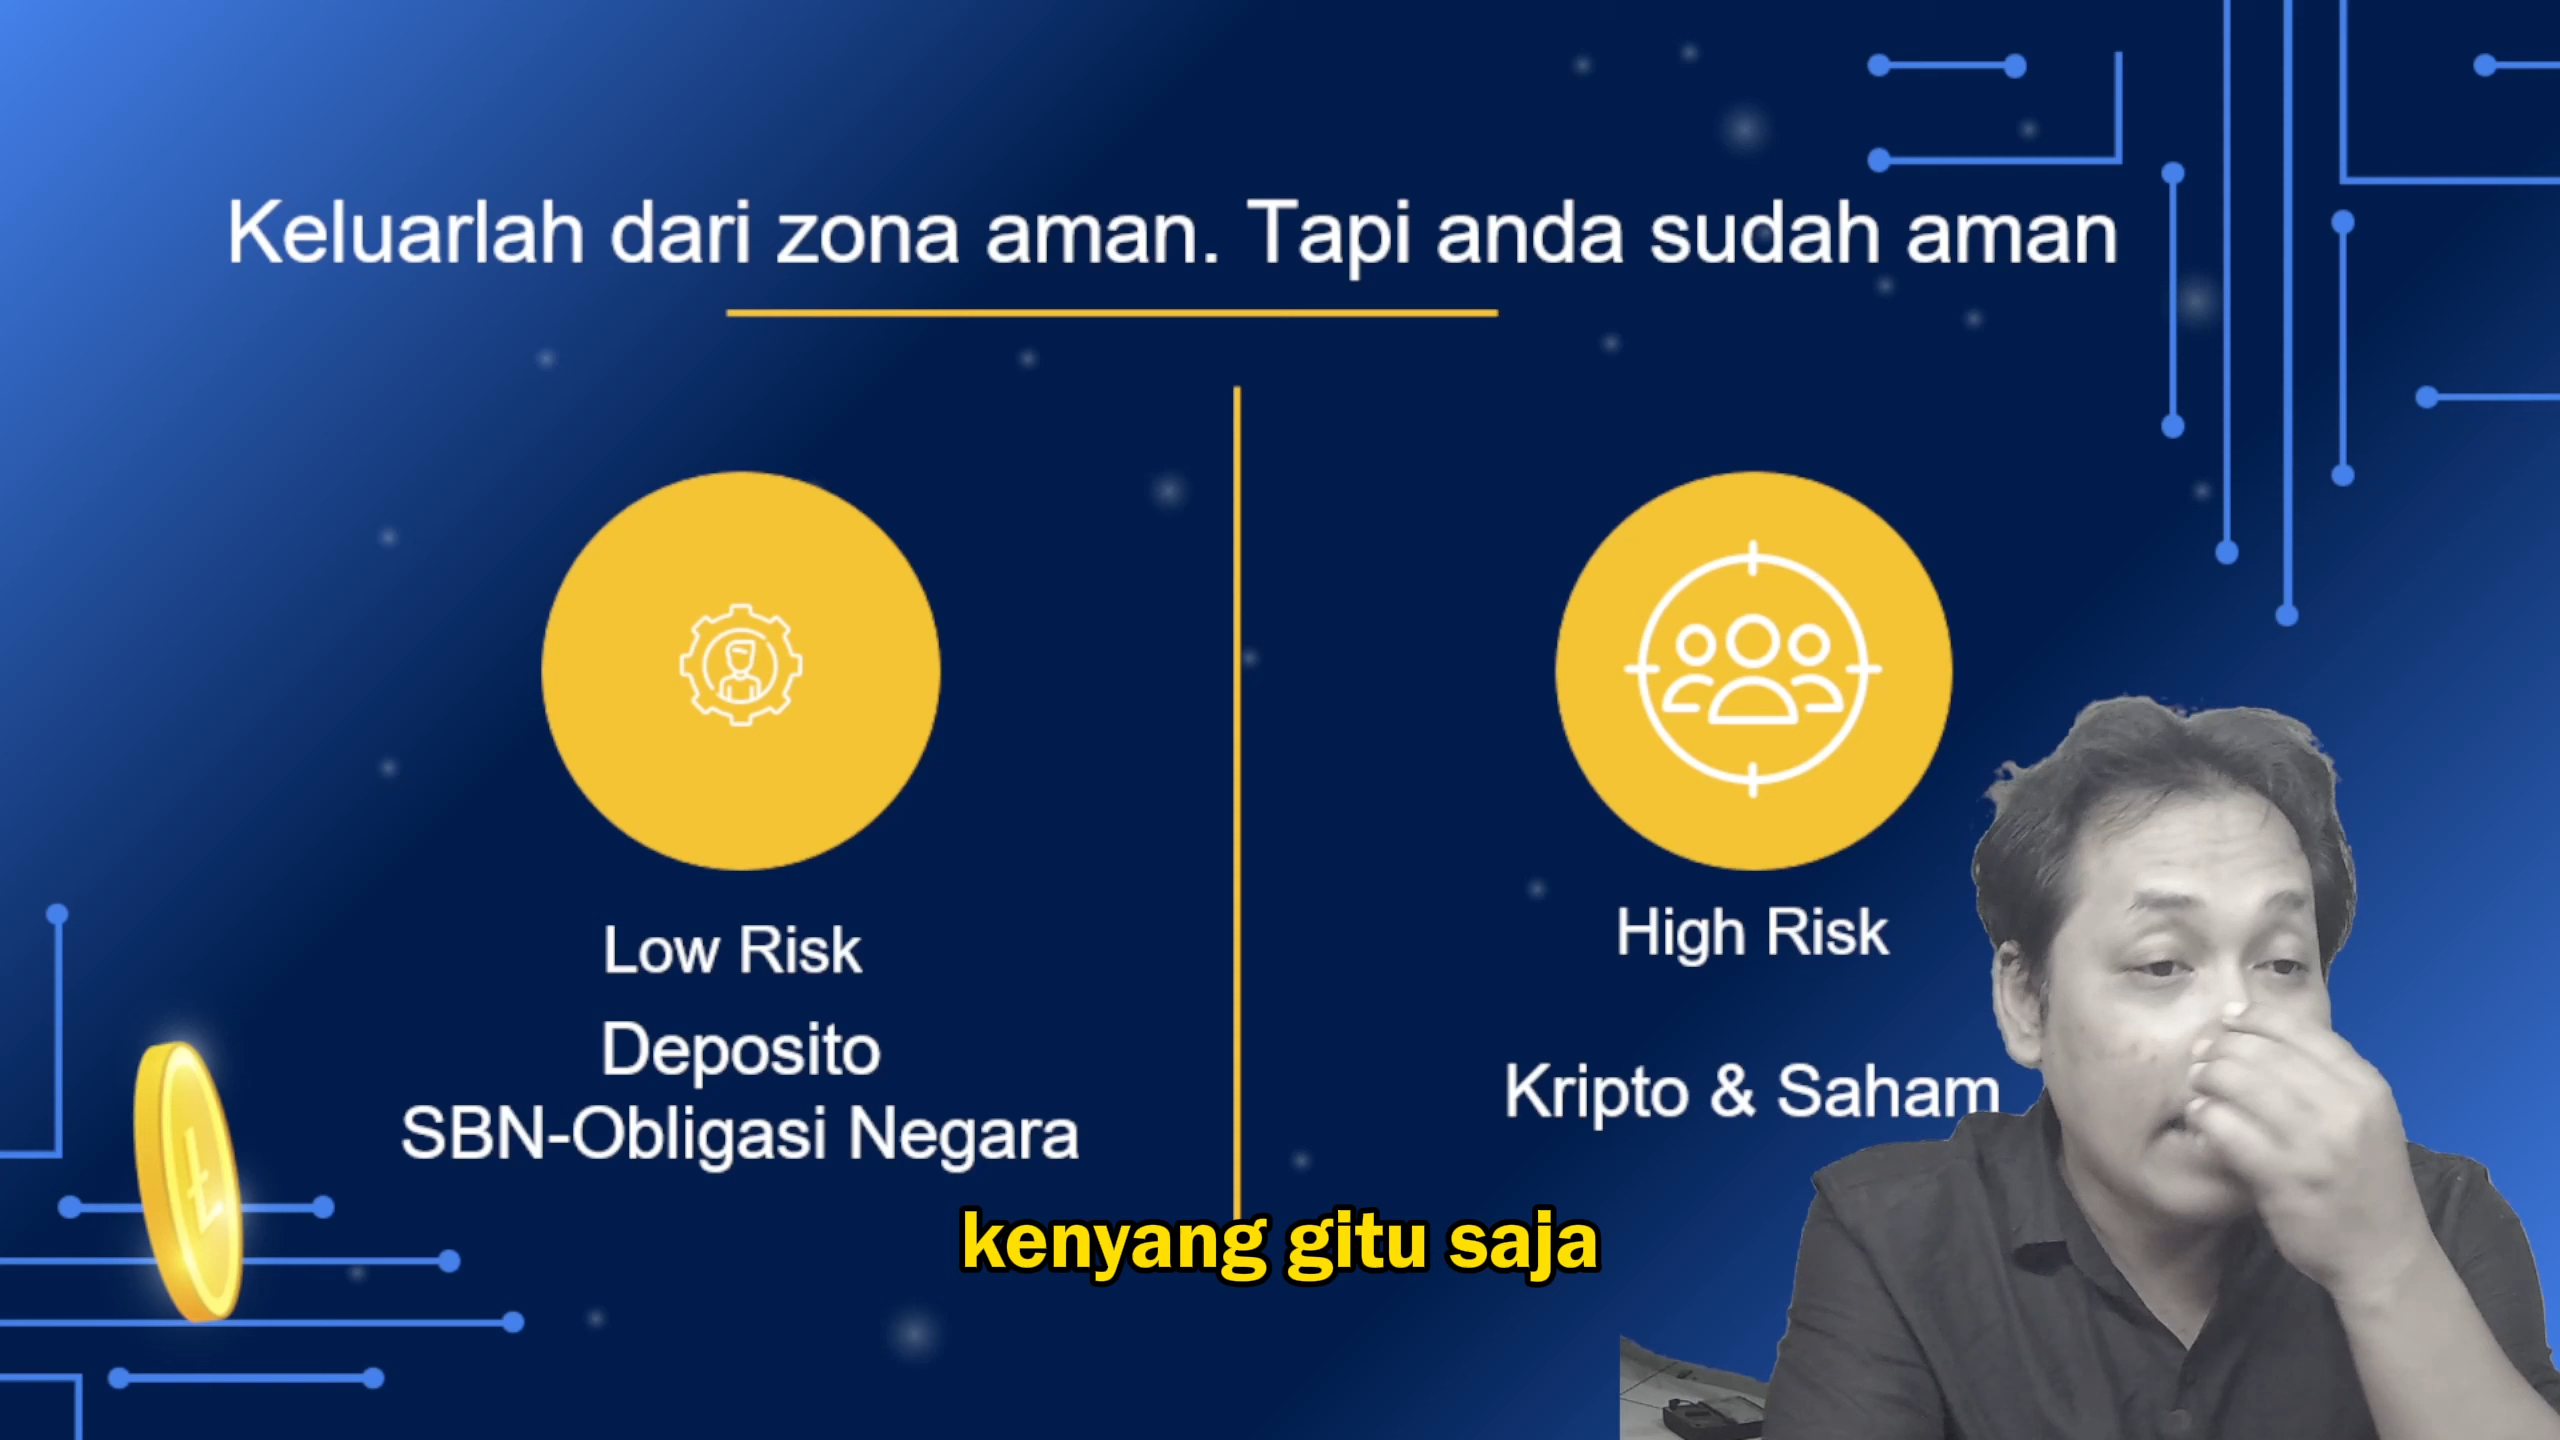 Keluarlah dari zona aman. Tapi anda sudah aman
Low Risk
Deposito
SBN-Obligasi Negara
High Risk
Kripto & Saham
kenyang gitu saja